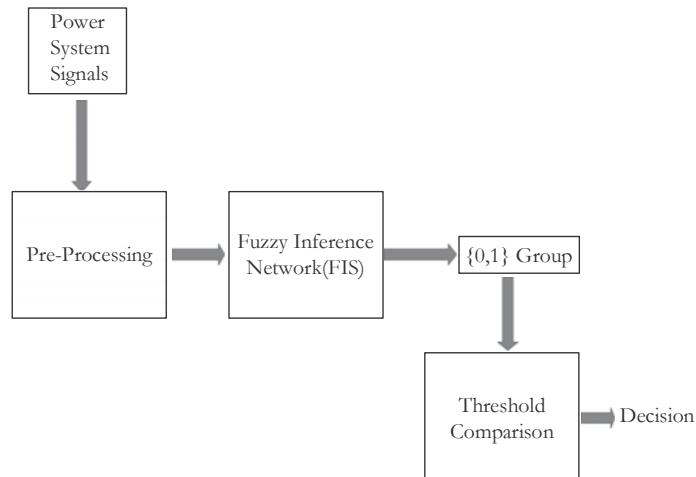 Power
System
Signals
Pre-Processing
Fuzzy Inference
Network(FIS)
{0,1} Group
Threshold
Comparison
Decision